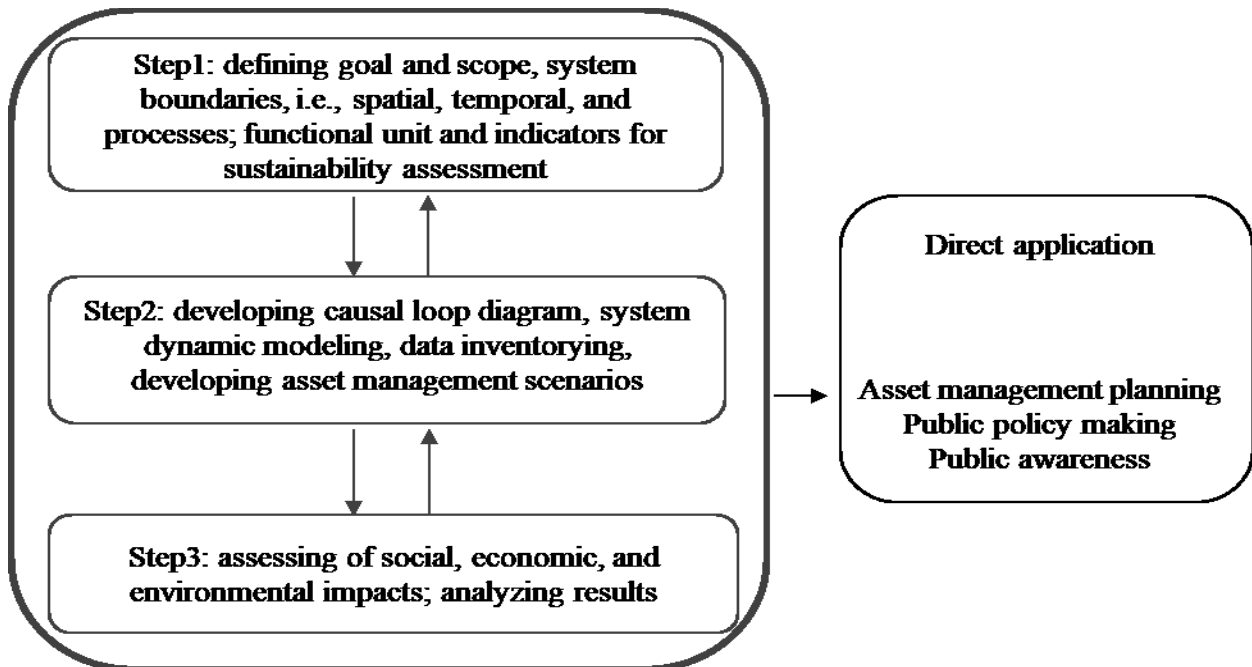 Step1: defining goal and scope, system
boundaries, i.e., spatial, temporal, and
processes; functional unit and indicators for
sustainability assessment
Step2: developing causal loop diagram, system
dynamic modeling, data inventorying,
developing asset management scenarios
Step3: assessing of social, economic, and
environmental impacts; analyzing results
Direct application
Asset management planning
Public policy making
Public awareness